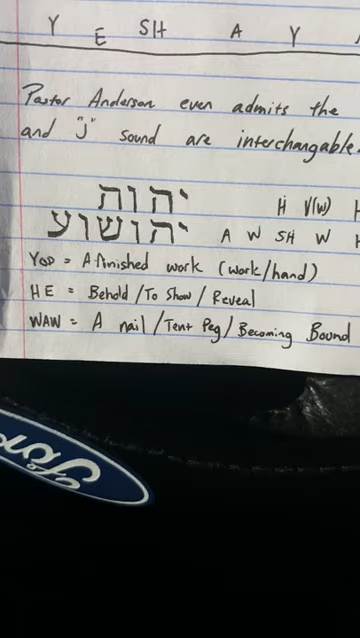 Y E SH A Y
Pastor Anderson even admits the
and "J" sound are interchangable.
יהוה H V(W) H
יהושוע A W SH W H
YOD = A finished work (work/hand)
HE = Behold / To Show / Reveal
WAW = A nail / Tent Peg / Becoming Bound
Ford